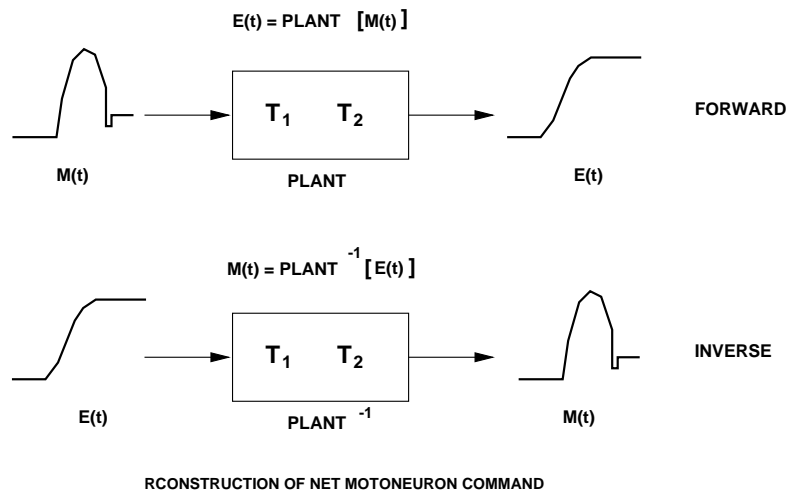 E(t) = PLANT [M(t)]
T1 T2
FORWARD
M(t)
PLANT
E(t)
M(t) = PLANT -1 [E(t)]
T1 T2
INVERSE
E(t)
PLANT -1
M(t)
RCONSTRUCTION OF NET MOTONEURON COMMAND